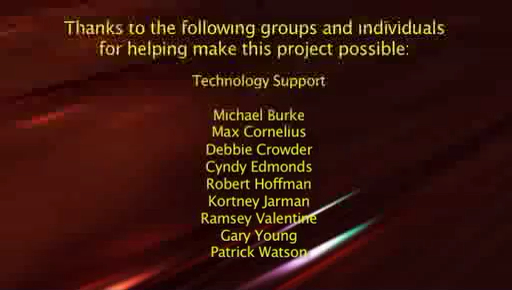 Thanks to the following groups and individuals
for helping make this project possible:
Technology Support
Michael Burke
Max Cornelius
Debbie Crowder
Cyndy Edmonds
Robert Hoffman
Kortney Jarman
Ramsey Valentine
Gary Young
Patrick Watson